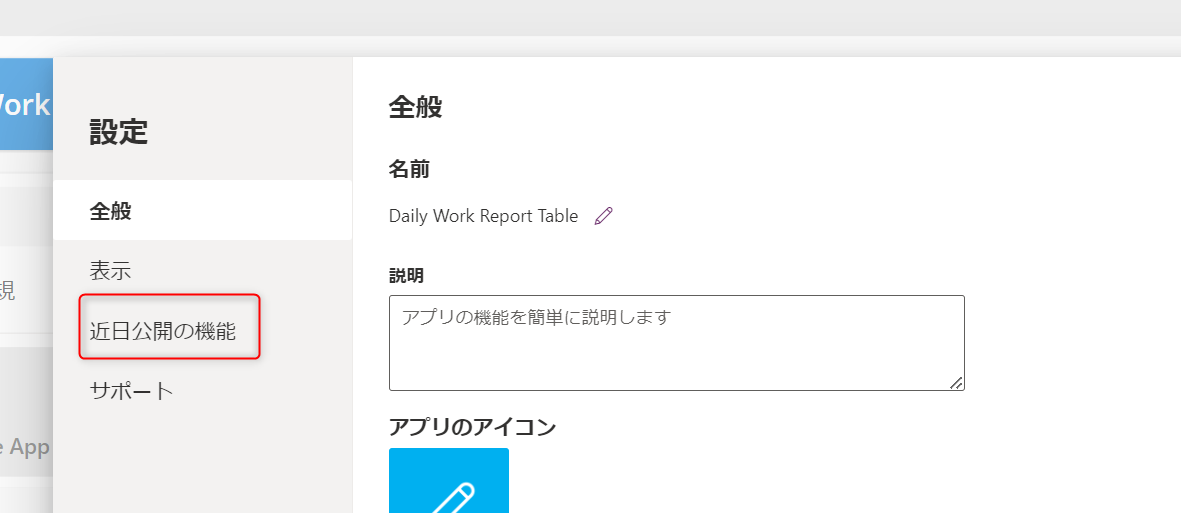 設定
全般
表示
近日公開の機能
サポート
全般
名前
Daily Work Report Table
説明
アプリの機能を簡単に説明します
アプリのアイコン
規
App